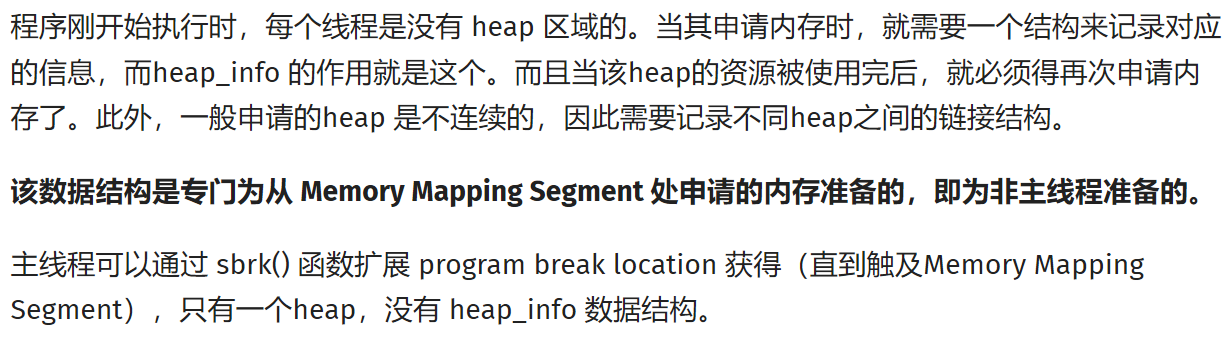 程序刚开始执行时，每个线程是没有 heap 区域的。当其申请内存时，就需要一个结构来记录对应
的信息，而heap_info 的作用就是这个。而且当该heap的资源被使用完后，就必须得再次申请内
存了。此外，一般申请的heap 是不连续的，因此需要记录不同heap之间的链接结构。
该数据结构是专门为从 Memory Mapping Segment 处申请的内存准备的，即为非主线程准备的。
主线程可以通过 sbrk() 函数扩展 program break location 获得（直到触及Memory Mapping
Segment），只有一个heap，没有 heap_info 数据结构。